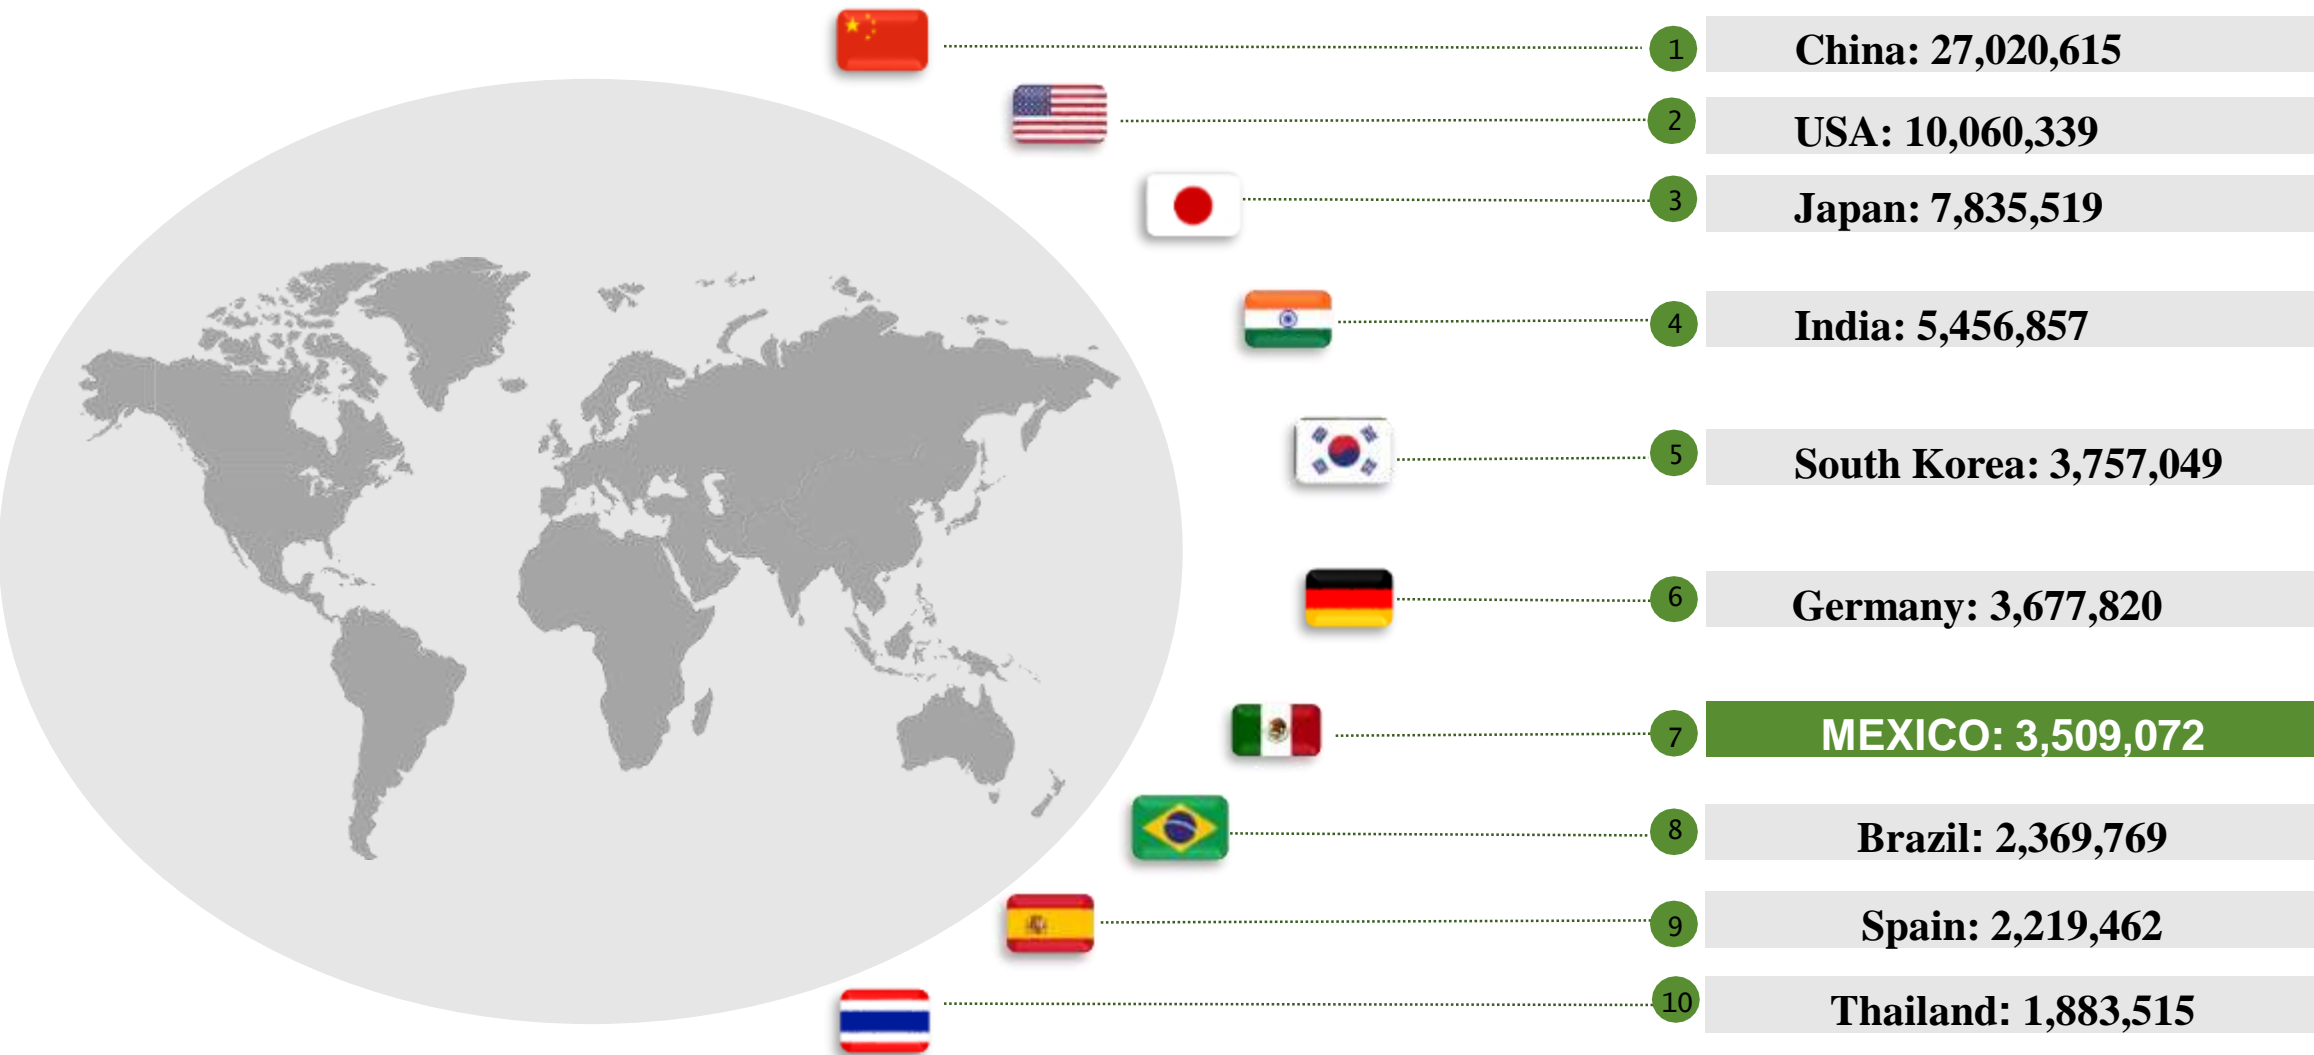 1 China: 27,020,615
2 USA: 10,060,339
3 Japan: 7,835,519
4 India: 5,456,857
5 South Korea: 3,757,049
6 Germany: 3,677,820
7 MEXICO: 3,509,072
8 Brazil: 2,369,769
9 Spain: 2,219,462
10 Thailand: 1,883,515